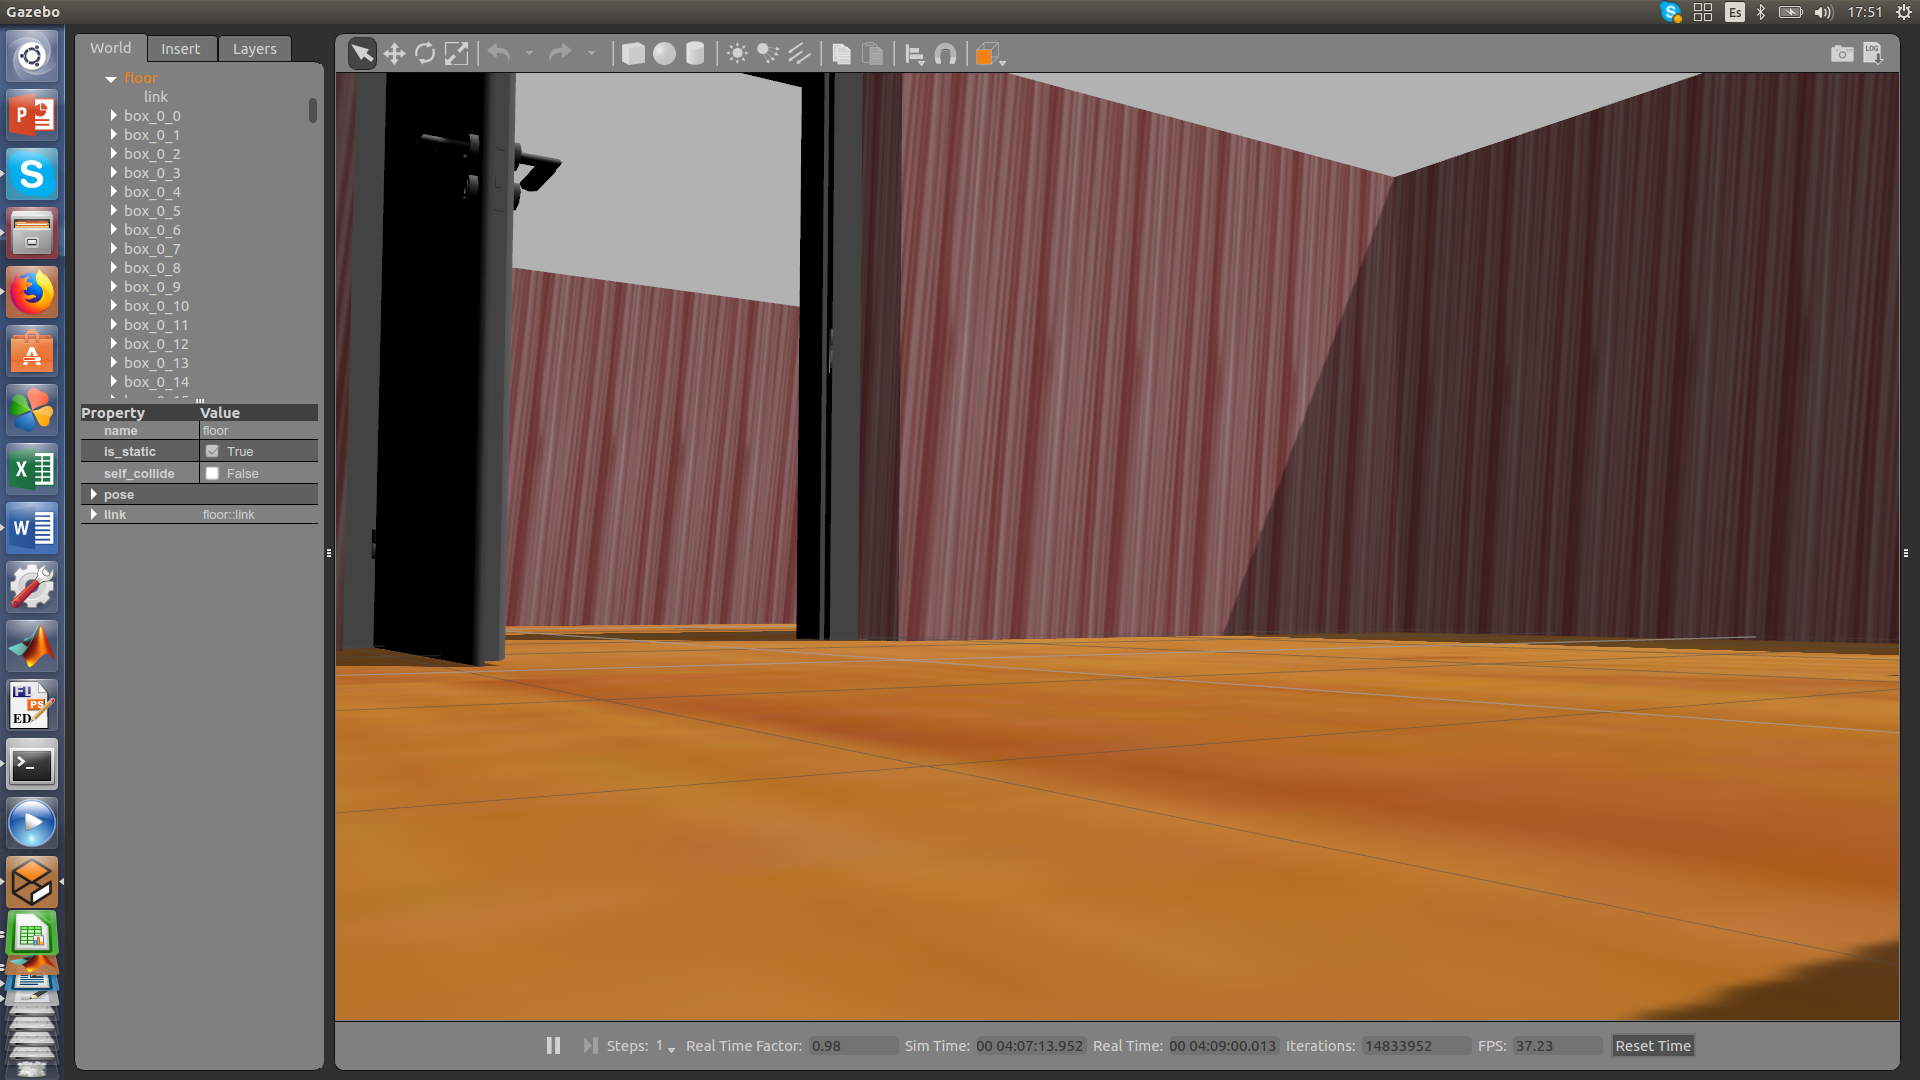 Gazebo
Es
17:51
World Insert Layers
LOG
floor
link
box_0_0
box_0_1
box_0_2
box_0_3
box_0_4
box_0_5
box_0_6
box_0_7
box_0_8
box_0_9
box_0_10
box_0_11
box_0_12
box_0_13
box_0_14
Property Value
name floor
is_static True
self_collide False
pose
link floor::link
Steps: 1 Real Time Factor: 0.98 Sim Time: 00 04:07:13.952 Real Time: 00 04:09:00.013 Iterations: 14833952 FPS: 37.23 Reset Time